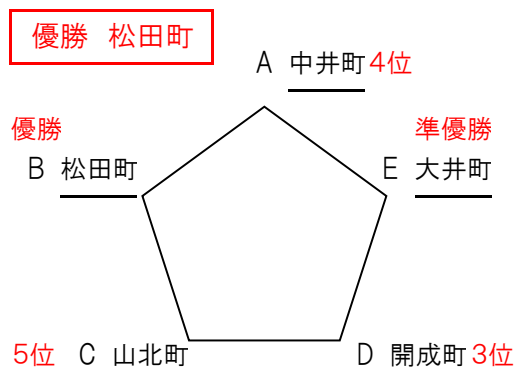 優勝 松田町
A 中井町 4位
優勝
B 松田町
準優勝
E 大井町
5位 C 山北町
D 開成町 3位